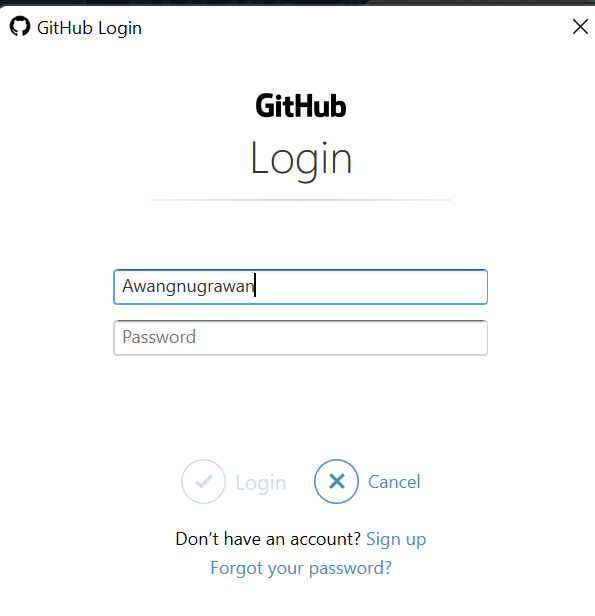 GitHub Login
GitHub
Login
Awangnugrawan
Password
Login
Cancel
Don’t have an account? Sign up
Forgot your password?